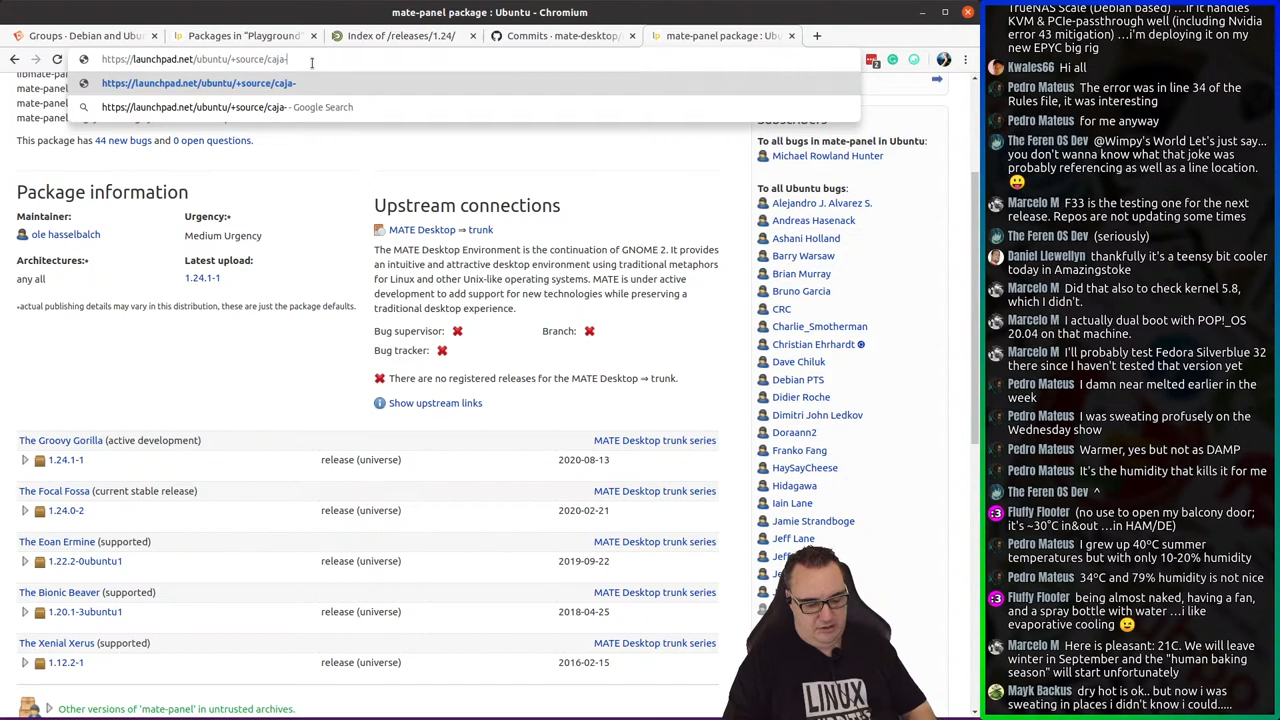 mate-panel package : Ubuntu - Chromium
Groups · Debian and Ubun
Packages in "Playground"
Index of /releases/1.24/
Commits · mate-desktop/
mate-panel package : Ubu
https://launchpad.net/ubuntu/+source/caja-
https://launchpad.net/ubuntu/+source/caja-
https://launchpad.net/ubuntu/+source/caja- - Google Search
mate
mate
mate
This package has 44 new bugs and 0 open questions.
Package information
Maintainer:
ole hasselbalch
Urgency:*
Medium Urgency
Architectures:*
any all
Latest upload:
1.24.1-1
*actual publishing details may vary in this distribution, these are just the package defaults.
Upstream connections
MATE Desktop ⇒ trunk
The MATE Desktop Environment is the continuation of GNOME 2. It provides
an intuitive and attractive desktop environment using traditional metaphors
for Linux and other Unix-like operating systems. MATE is under active
development to add support for new technologies while preserving a
traditional desktop experience.
Bug supervisor:
Branch:
Bug tracker:
There are no registered releases for the MATE Desktop ⇒ trunk.
Show upstream links
The Groovy Gorilla (active development)
MATE Desktop trunk series
1.24.1-1
release (universe)
2020-08-13
The Focal Fossa (current stable release)
MATE Desktop trunk series
1.24.0-2
release (universe)
2020-02-21
The Eoan Ermine (supported)
MATE Desktop trunk series
1.22.2-0ubuntu1
release (universe)
2019-09-22
The Bionic Beaver (supported)
MATE Desktop trunk series
1.20.1-3ubuntu1
release (universe)
2018-04-25
The Xenial Xerus (supported)
MATE Desktop trunk series
1.12.2-1
release (universe)
2016-02-15
Other versions of 'mate-panel' in untrusted archives.
Subscribers
To all bugs in mate-panel in Ubuntu:
Michael Rowland Hunter
To all Ubuntu bugs:
Alejandro J. Alvarez S.
Andreas Hasenack
Ashani Holland
Barry Warsaw
Brian Murray
Bruno Garcia
CRC
Charlie_Smotherman
Christian Ehrhardt
Dave Chiluk
Debian PTS
Didier Roche
Dimitri John Ledkov
Doraann2
Franko Fang
HaySayCheese
Hidagawa
Iain Lane
Jamie Strandboge
Jeff Lane
LINUX
TrueNAS Scale (Debian based) …if it handles
KVM & PCIe-passthrough well (including Nvidia
error 43 mitigation) …i'm deploying it on my
new EPYC big rig
Kwales66 Hi all
Pedro Mateus The error was in line 34 of the
Rules file, it was interesting
Pedro Mateus for me anyway
The Feren OS Dev @Wimpy's World Let's just say...
you don't wanna know what that joke was
probably referencing as well as a line location.
Marcelo M F33 is the testing one for the next
release. Repos are not updating some times
The Feren OS Dev (seriously)
Daniel Llewellyn thankfully it's a teensy bit cooler
today in Amazingstoke
Marcelo M Did that also to check kernel 5.8,
which I didn't.
Marcelo M I actually dual boot with POP!_OS
20.04 on that machine.
Marcelo M I'll probably test Fedora Silverblue 32
there since I haven't tested that version yet
Pedro Mateus I damn near melted earlier in the
week
Pedro Mateus I was sweating profusely on the
Wednesday show
Pedro Mateus Warmer, yes but not as DAMP
Pedro Mateus It's the humidity that kills it for me
The Feren OS Dev ^
Fluffy Floofer (no use to open my balcony door;
it's ~30°C in&out …in HAM/DE)
Pedro Mateus I grew up 40ºC summer
temperatures but with only 10-20% humidity
Pedro Mateus 34ºC and 79% humidity is not nice
Fluffy Floofer being almost naked, having a fan,
and a spray bottle with water …i like
evaporative cooling
Marcelo M Here is pleasant: 21C. We will leave
winter in September and the "human baking
season" will start unfortunately
Mayk Backus dry hot is ok.. but now i was
sweating in places i didn't know i could.....